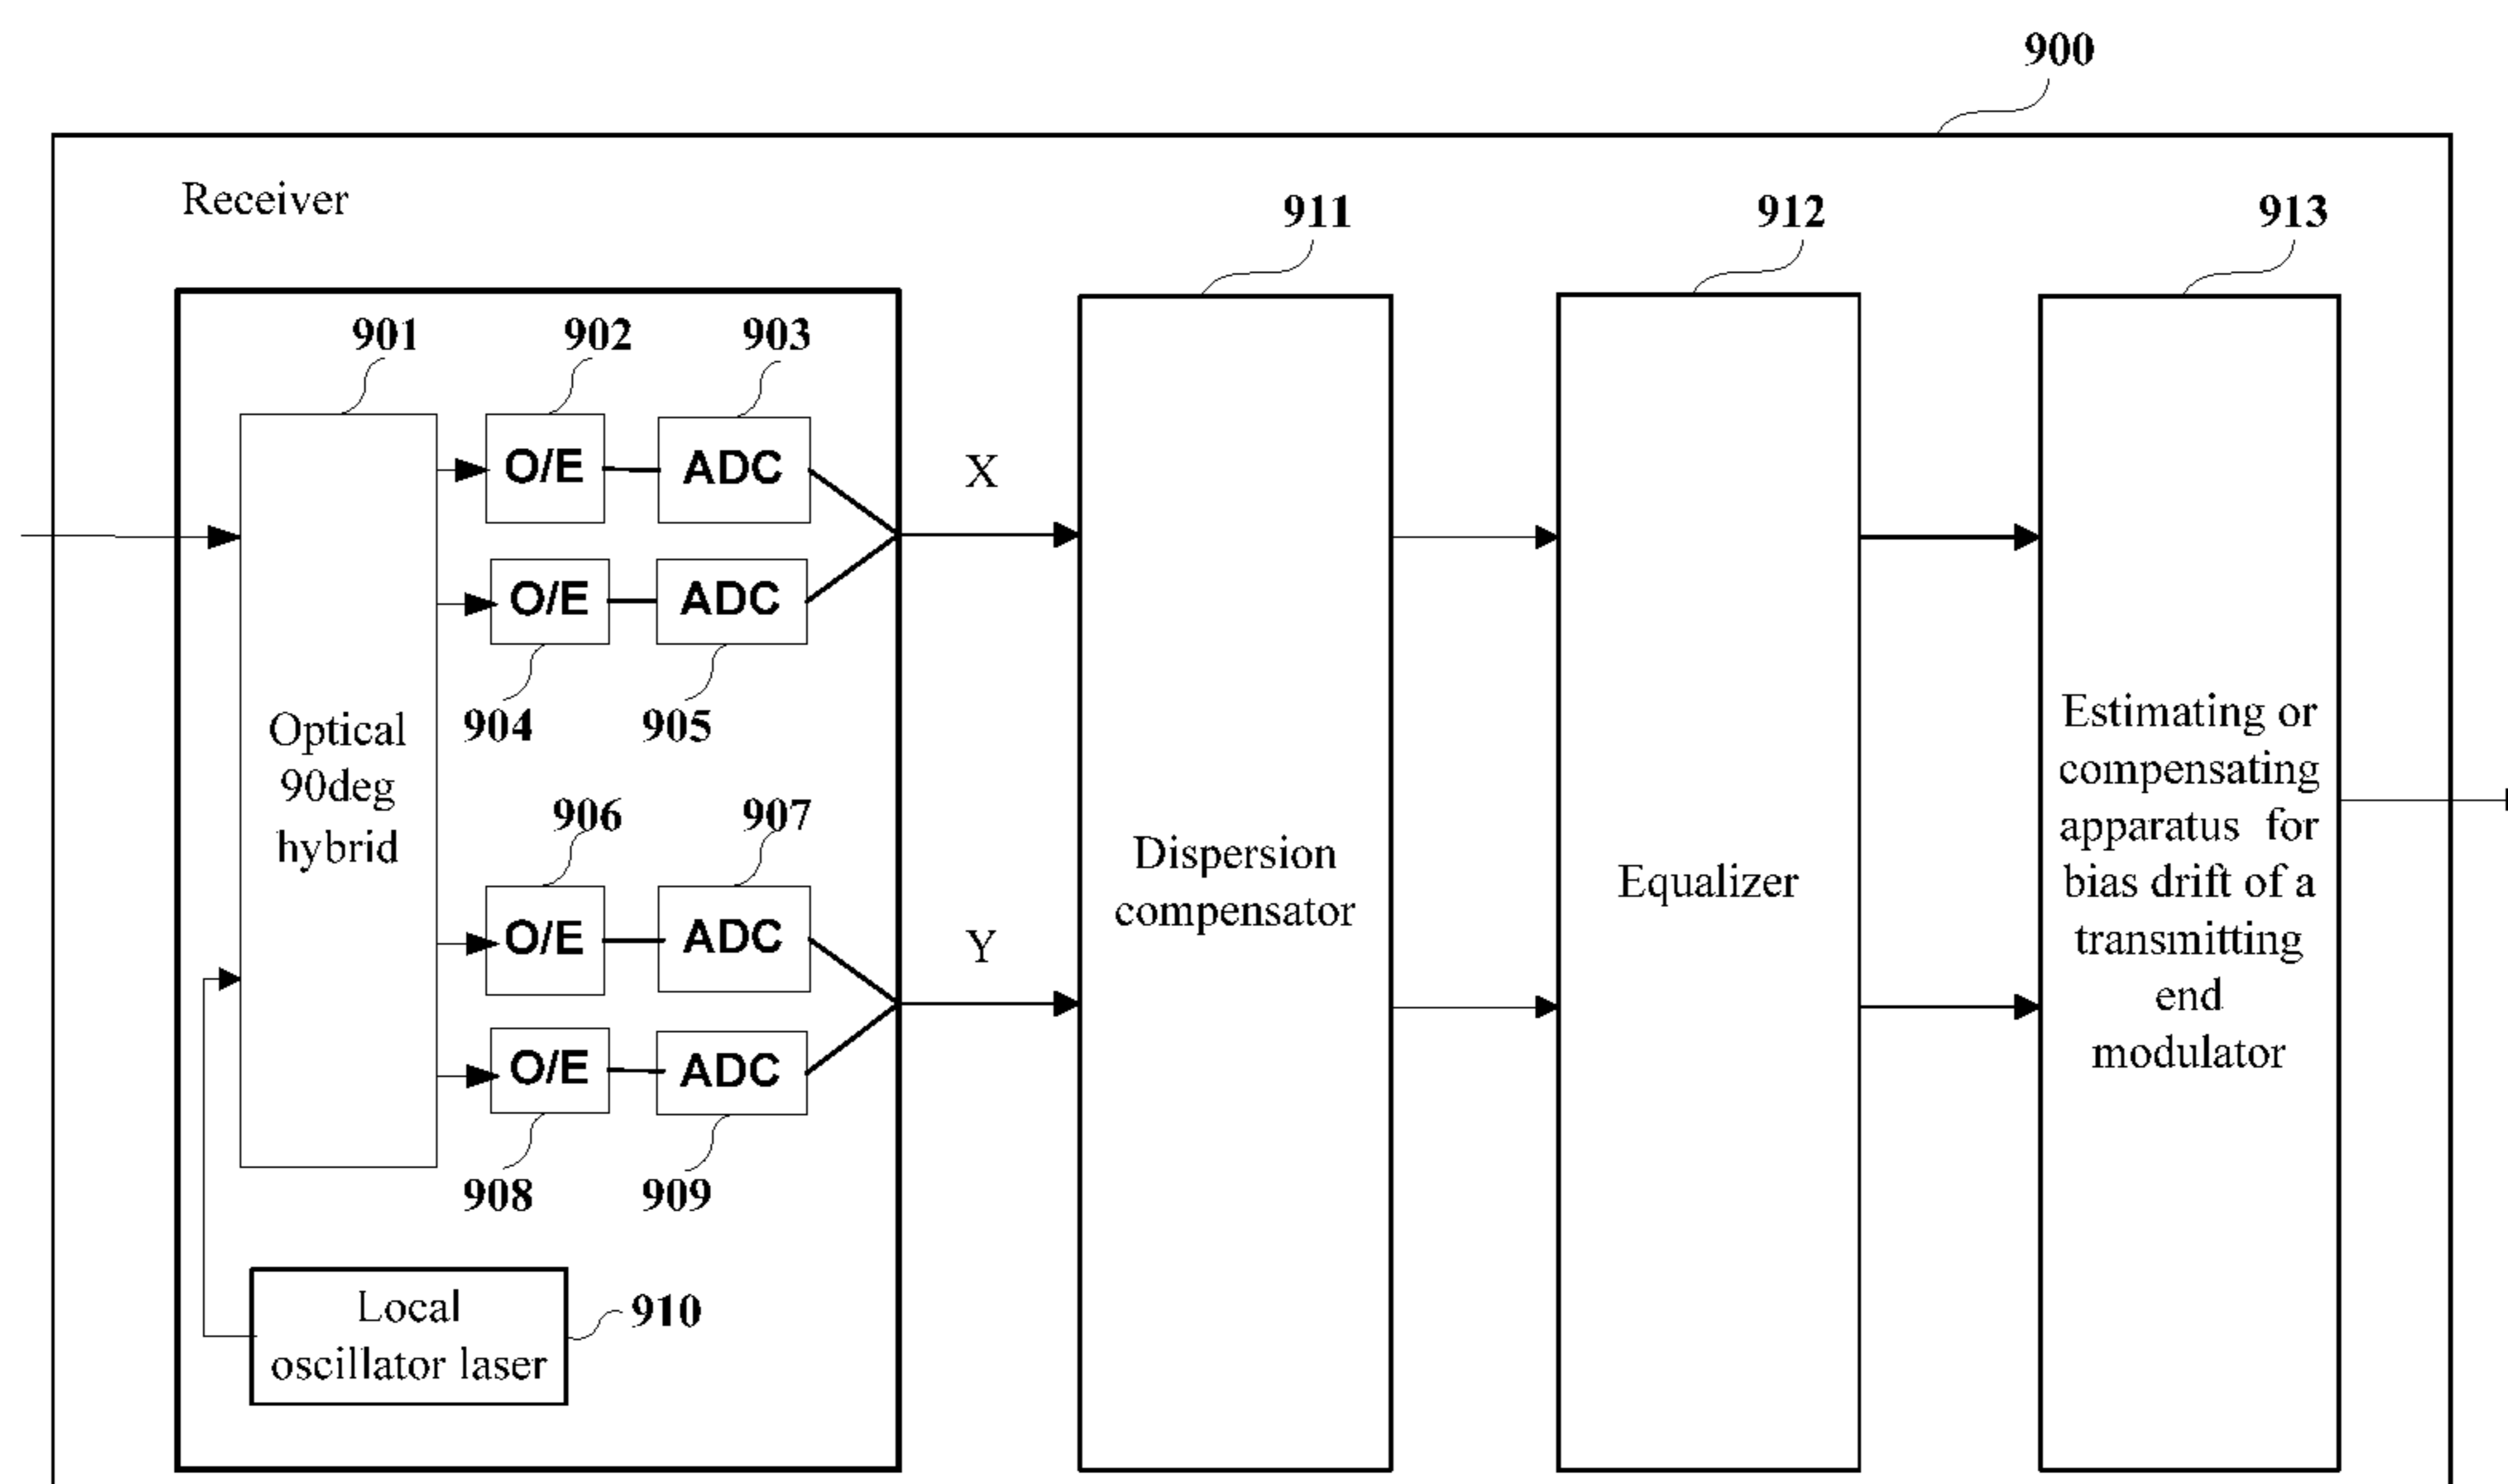 900
Receiver
911
912
913
901
902
903
O/E
ADC
X
O/E
ADC
904
905
Optical
90deg
hybrid
906
907
O/E
ADC
Y
O/E
ADC
908
909
Local
oscillator laser
910
Dispersion
compensator
Equalizer
Estimating or
compensating
apparatus for
bias drift of a
transmitting
end
modulator